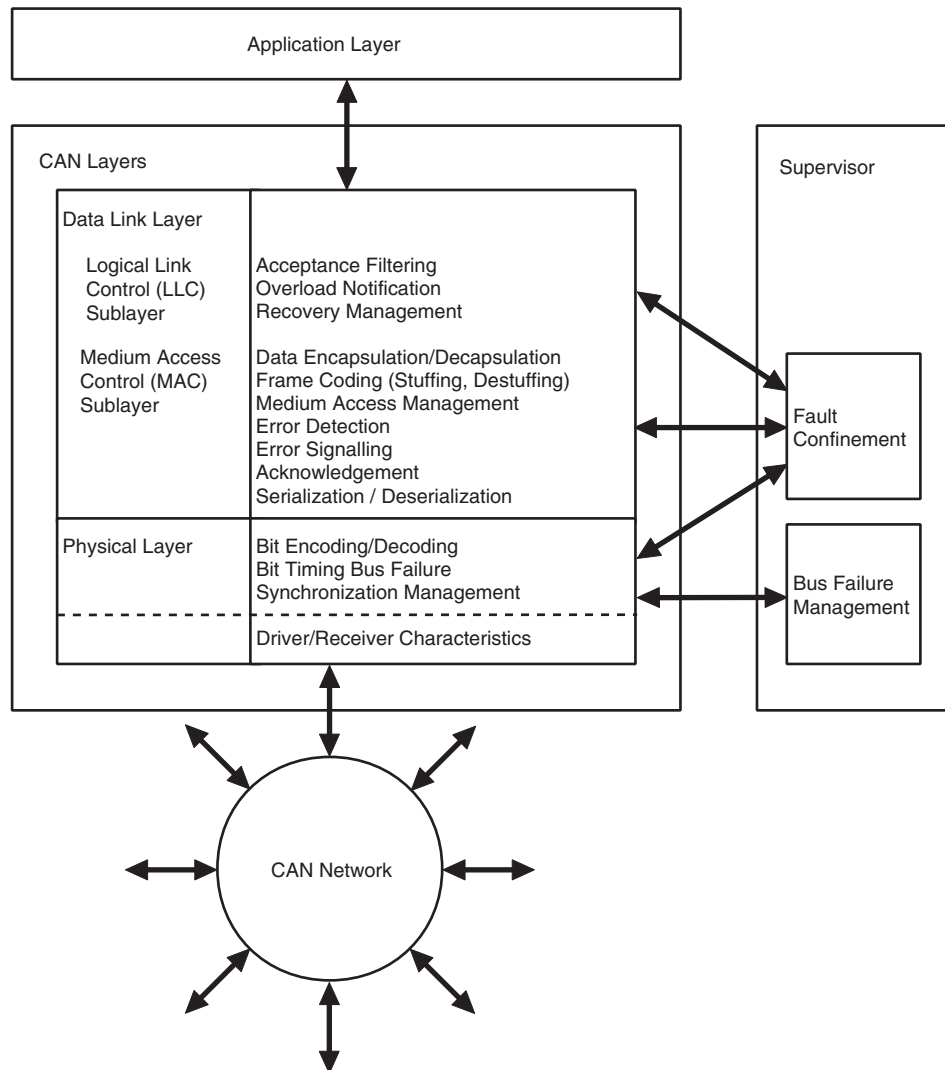 Application Layer
CAN Layers
Supervisor
Data Link Layer
Logical Link
Control (LLC)
Sublayer
Acceptance Filtering
Overload Notification
Recovery Management
Medium Access
Control (MAC)
Sublayer
Data Encapsulation/Decapsulation
Frame Coding (Stuffing, Destuffing)
Medium Access Management
Error Detection
Error Signalling
Acknowledgement
Serialization / Deserialization
Fault
Confinement
Physical Layer
Bit Encoding/Decoding
Bit Timing Bus Failure
Synchronization Management
Driver/Receiver Characteristics
Bus Failure
Management
CAN Network